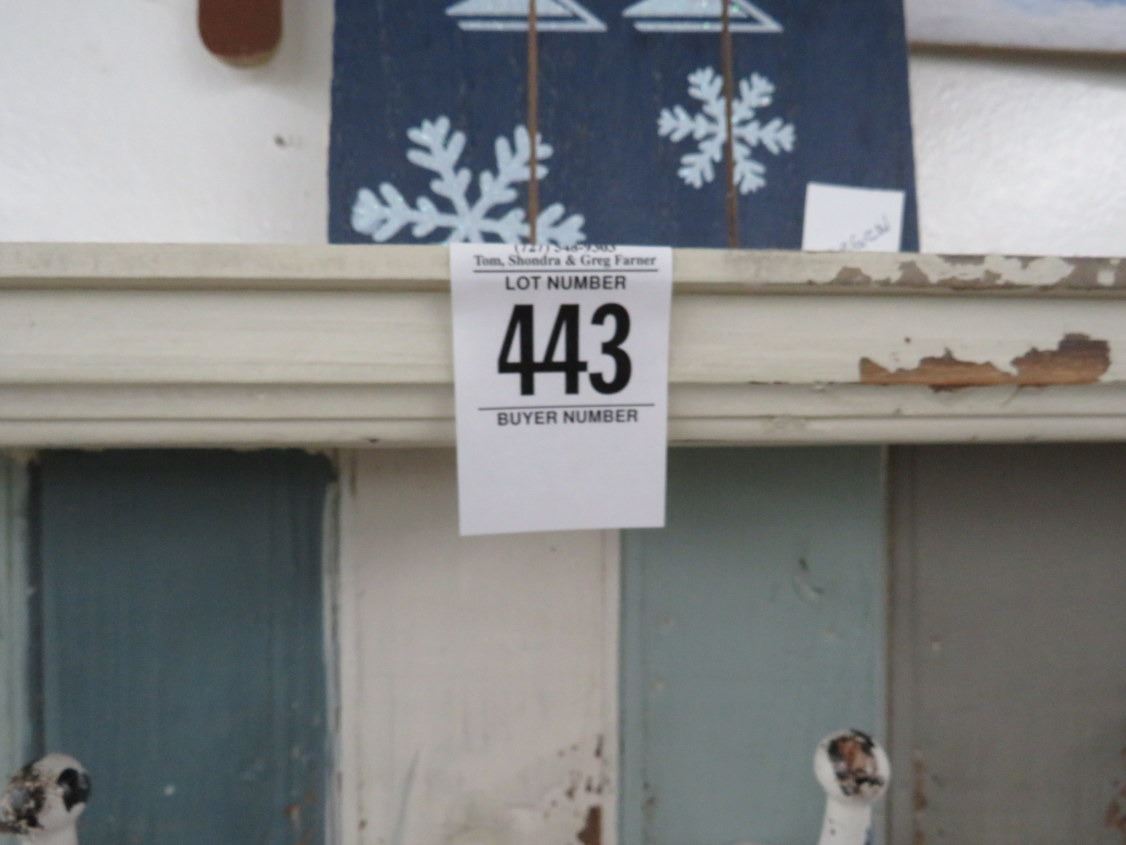 Tom, Shondra & Greg Farner
LOT NUMBER
443
BUYER NUMBER